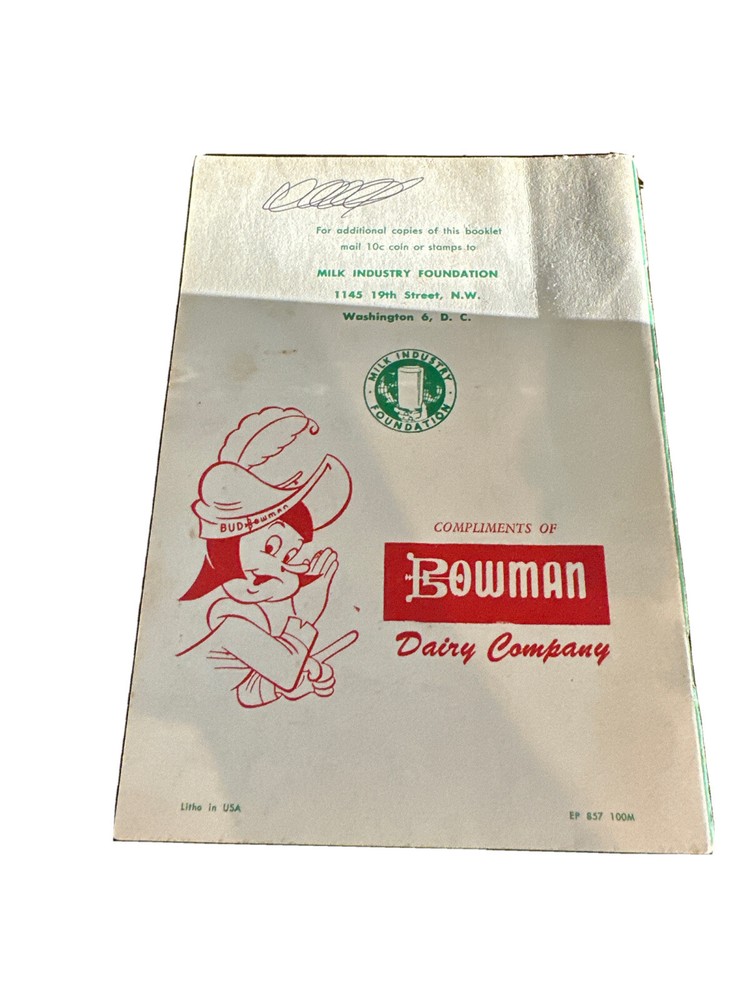 For additional copies of this booklet
mail 10c coin or stamps to
MILK INDUSTRY FOUNDATION
1145 19th Street, N.W.
Washington 6, D. C.
MILK INDUSTRY
FOUNDATION
BUD Bowman
COMPLIMENTS OF
BOWMAN
Dairy Company
Litho in USA
EP 857 100M